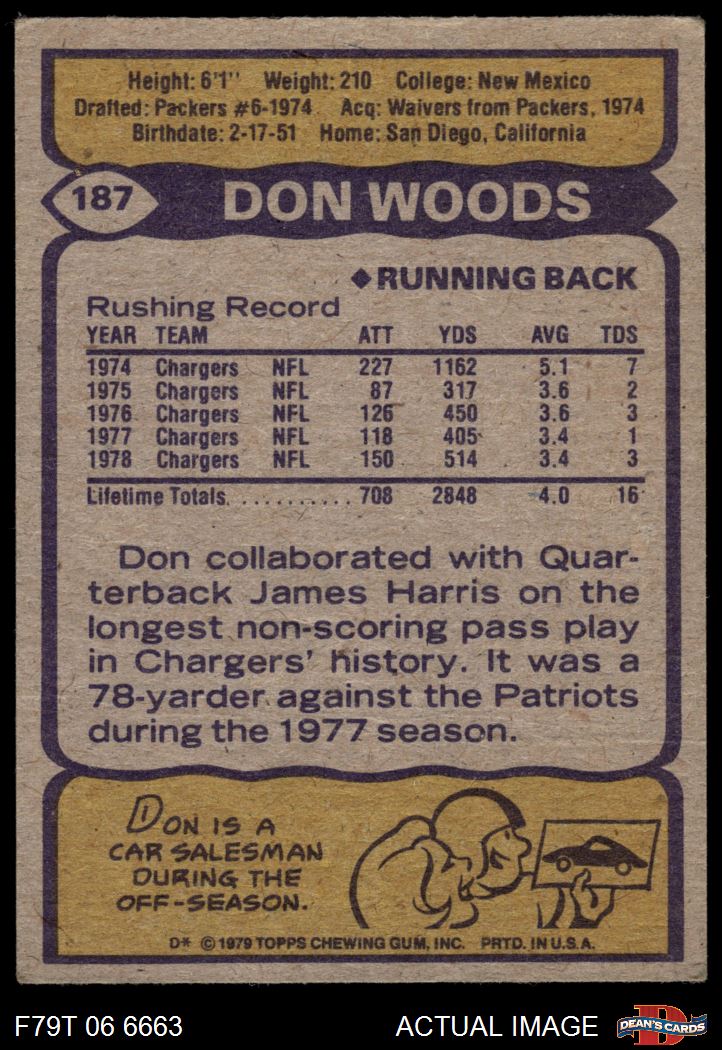 Height: 6'1'' Weight: 210 College: New Mexico
Drafted: Packers #6-1974 Acq: Waivers from Packers, 1974
Birthdate: 2-17-51 Home: San Diego, California
187 DON WOODS
◆RUNNING BACK
Rushing Record
YEAR TEAM ATT YDS AVG TDS
1974 Chargers NFL 227 1162 5.1 7
1975 Chargers NFL 87 317 3.6 2
1976 Chargers NFL 126 450 3.6 3
1977 Chargers NFL 118 405 3.4 1
1978 Chargers NFL 150 514 3.4 3
Lifetime Totals. . . . . . . . . . . 708 2848 4.0 16
Don collaborated with Quar-
terback James Harris on the
longest non-scoring pass play
in Chargers' history. It was a
78-yarder against the Patriots
during the 1977 season.
DON IS A
CAR SALESMAN
DURING THE
OFF-SEASON.
D* © 1979 TOPPS CHEWING GUM, INC. PRTD. IN U.S.A.
F79T 06 6663 ACTUAL IMAGE DEAN'S CARDS